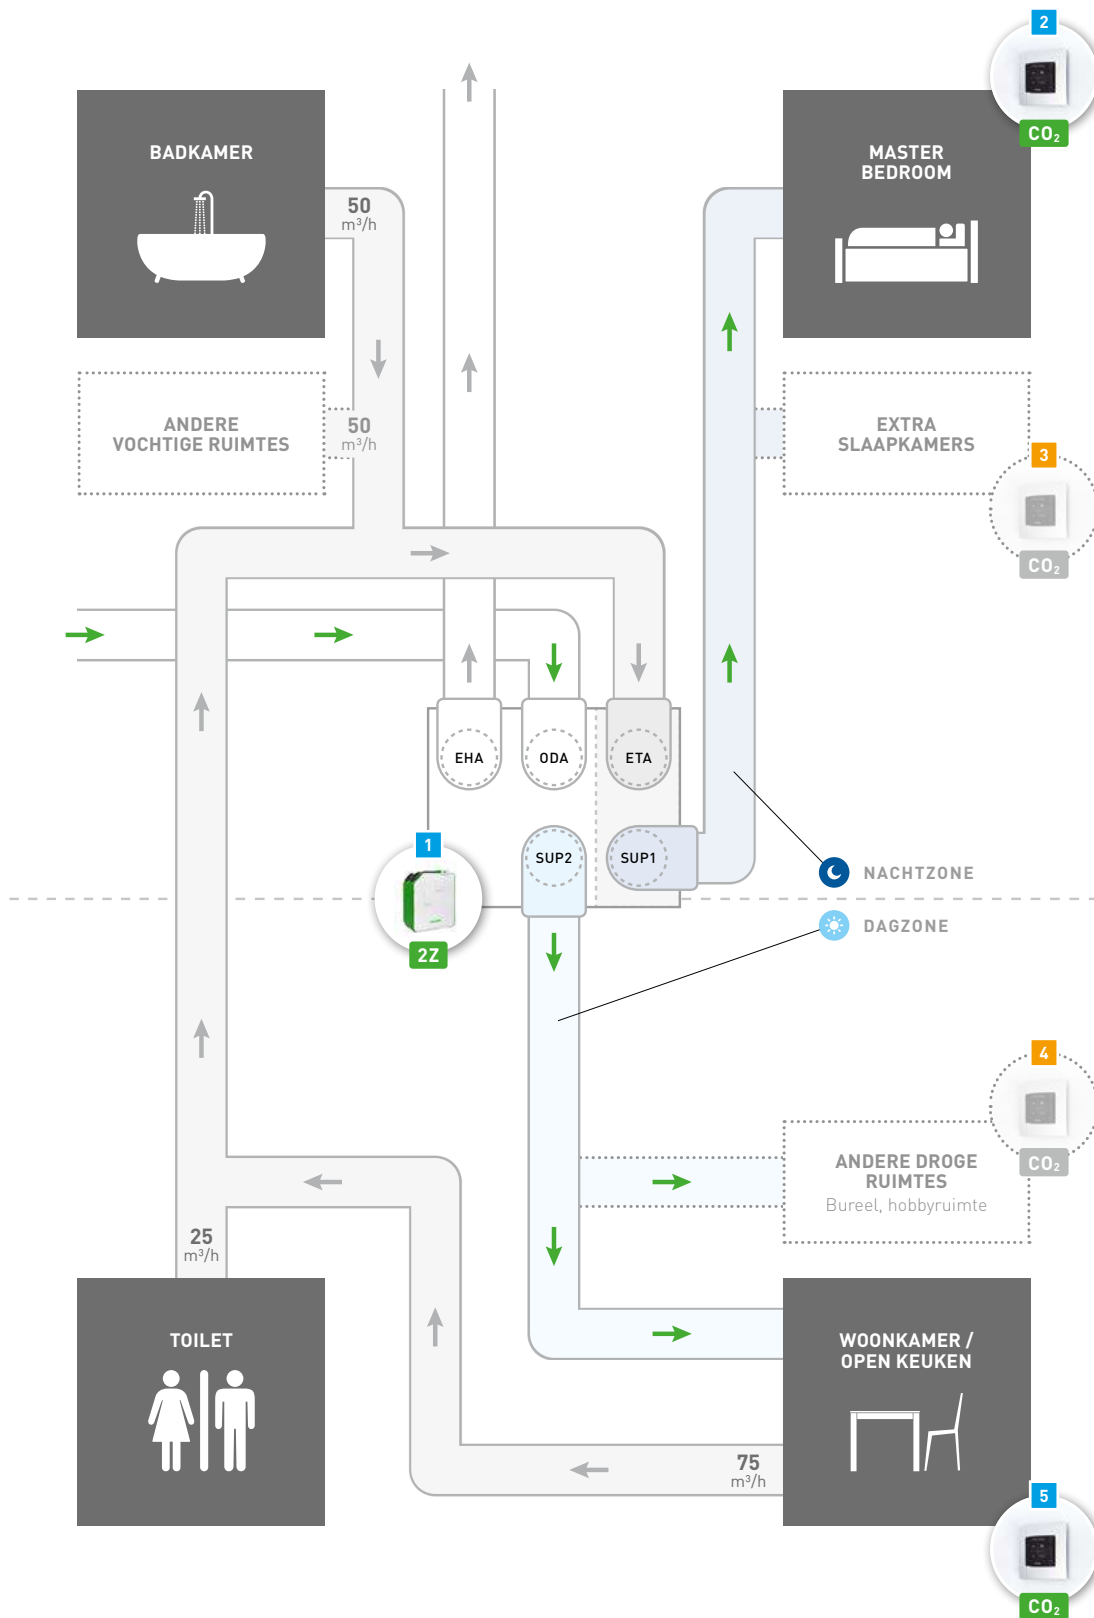 2
CO₂
BADKAMER
50
m³/h
MASTER
BEDROOM
ANDERE
VOCHTIGE RUIMTES
50
m³/h
EXTRA
SLAAPKAMERS
3
CO₂
EHA
ODA
ETA
1
SUP2
SUP1
2Z
NACHTZONE
DAGZONE
4
CO₂
ANDERE DROGE
RUIMTES
Bureel, hobbyruimte
25
m³/h
TOILET
WOONKAMER /
OPEN KEUKEN
75
m³/h
5
CO₂